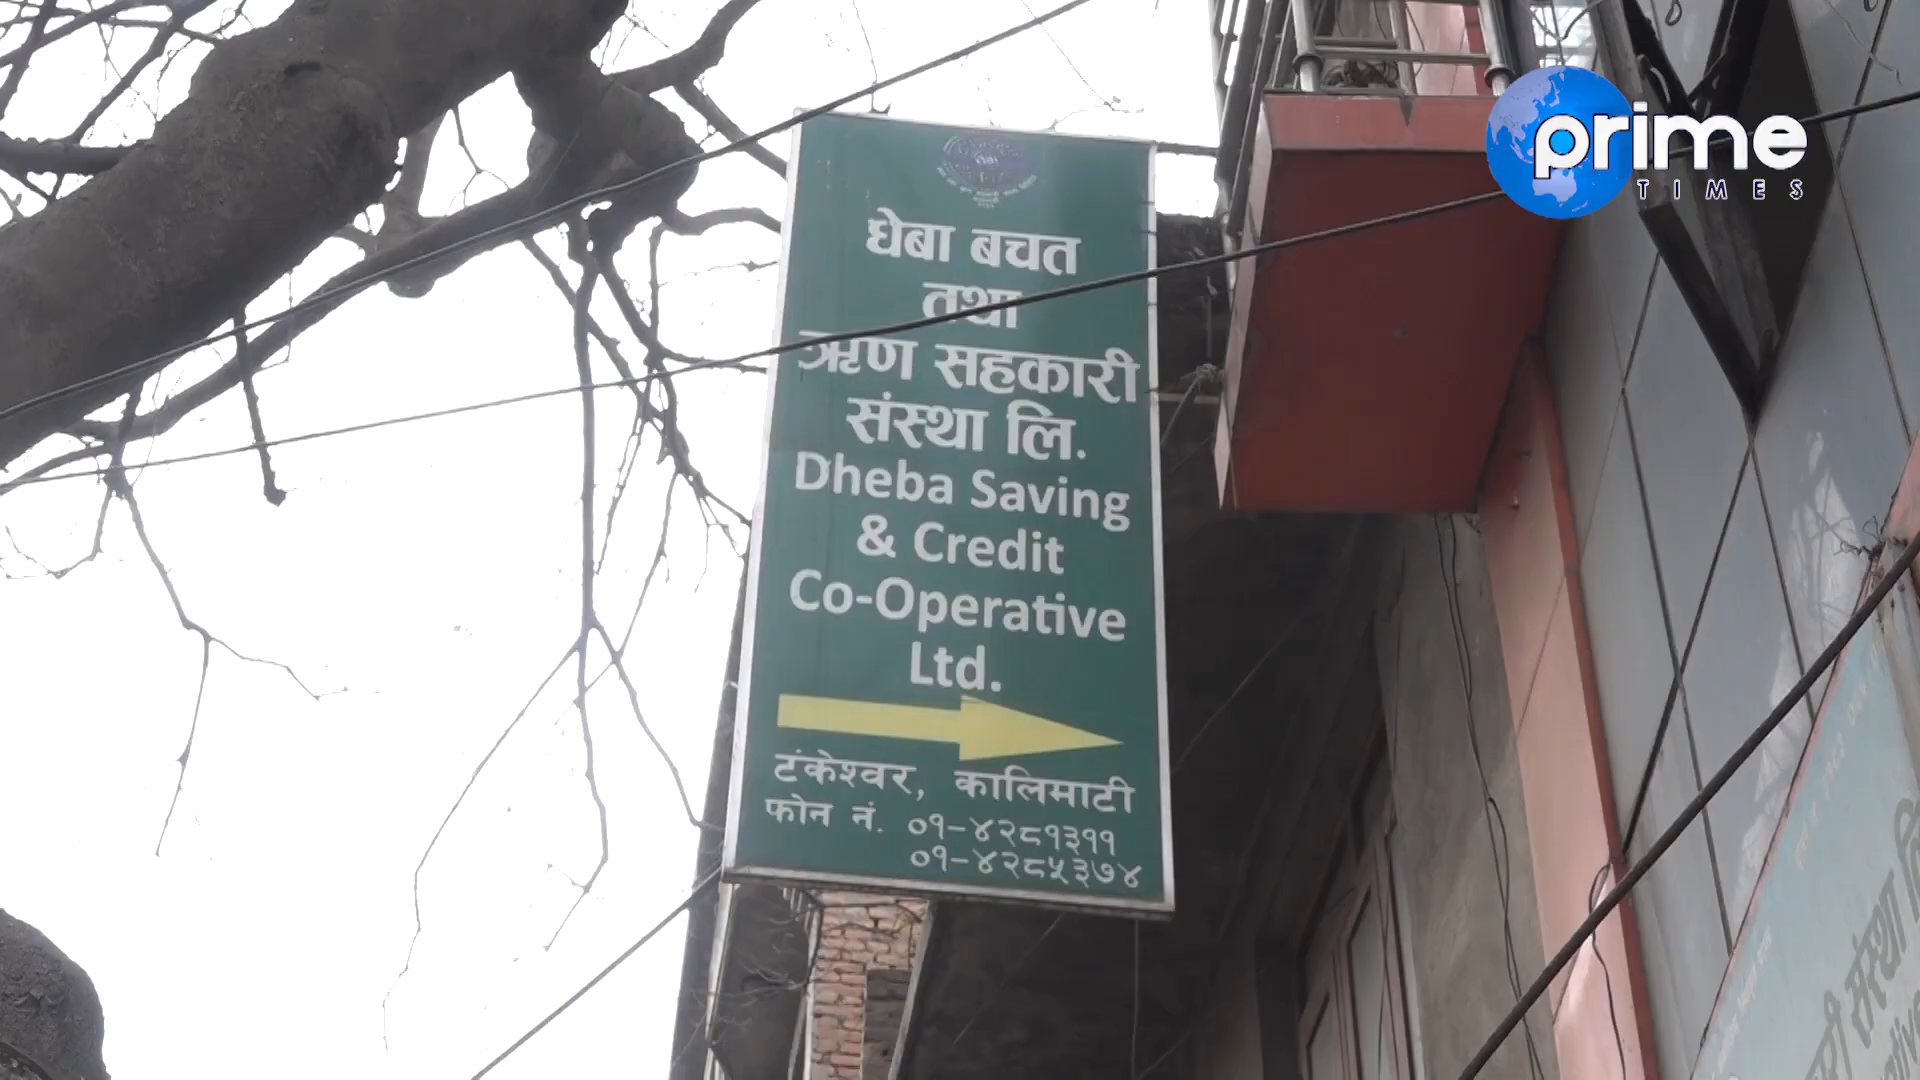 prime
TIMES
धेबा बचत
तथा
ऋण सहकारी
संस्था लि.
Dheba Saving
& Credit
Co-Operative
Ltd.
टंकेश्वर, कालिमाटी
फोन नं. ०१-४२८१३११
०१-४२८५३७४
संस्था